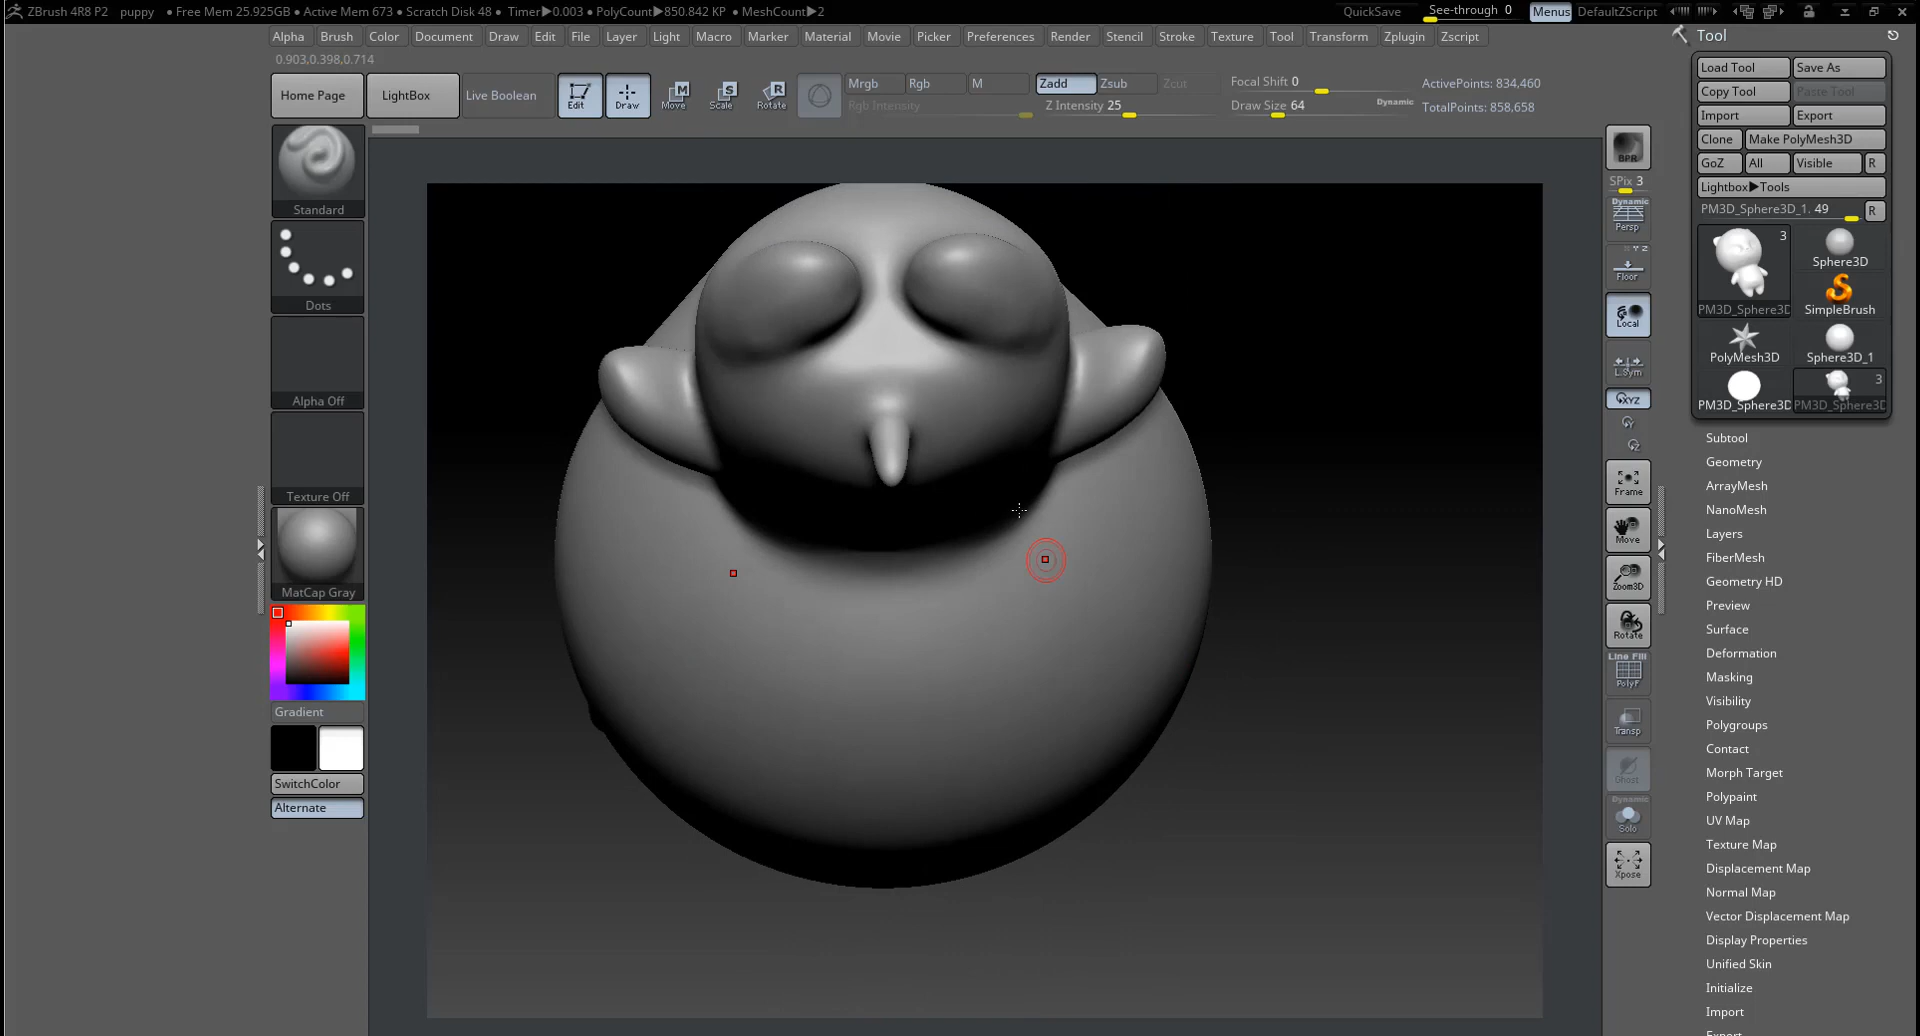 ZBrush 4R8 P2 puppy • Free Mem 25.925GB • Active Mem 673 • Scratch Disk 48 • Timer▶0.003 • PolyCount▶850.842 KP • MeshCount▶2 QuickSave See-through 0 Menus DefaultZScript
Alpha Brush Color Document Draw Edit File Layer Light Macro Marker Material Movie Picker Preferences Render Stencil Stroke Texture Tool Transform Zplugin Zscript
0.903,0.398,0.714
Home Page LightBox Live Boolean Edit Draw Move Scale Rotate
Mrgb Rgb M Zadd Zsub Zcut Focal Shift 0 ActivePoints: 834,460
Rgb Intensity Z Intensity 25 Draw Size 64 Dynamic TotalPoints: 858,658
Standard
Dots
Alpha Off
Texture Off
MatCap Gray
Gradient
SwitchColor
Alternate
BPR
SPix 3
Dynamic
Persp
X Y Z
Floor
Local
L.Sym
XYZ
Frame
Move
Zoom3D
Rotate
Line Fill
PolyF
Transp
Ghost
Dynamic
Solo
Xpose
Tool
Load Tool Save As
Copy Tool Paste Tool
Import Export
Clone Make PolyMesh3D
GoZ All Visible R
Lightbox▶Tools
PM3D_Sphere3D_1. 49 R
3
Sphere3D
PM3D_Sphere3D SimpleBrush
PolyMesh3D Sphere3D_1
3
PM3D_Sphere3D PM3D_Sphere3D
Subtool
Geometry
ArrayMesh
NanoMesh
Layers
FiberMesh
Geometry HD
Preview
Surface
Deformation
Masking
Visibility
Polygroups
Contact
Morph Target
Polypaint
UV Map
Texture Map
Displacement Map
Normal Map
Vector Displacement Map
Display Properties
Unified Skin
Initialize
Import
Export